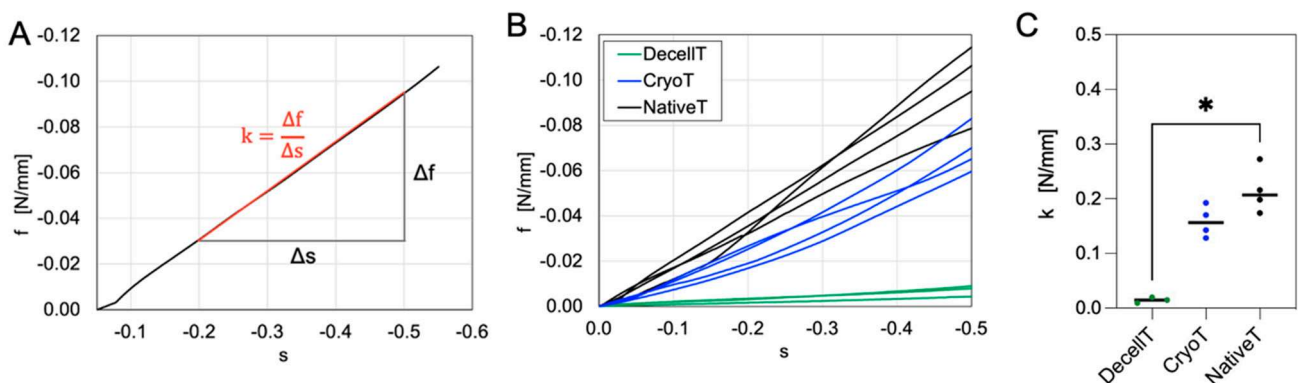 A
f [N/mm]
-0.12
-0.10
-0.08
-0.06
-0.04
-0.02
0.00
k = Δf/Δs
Δf
Δs
-0.1 -0.2 -0.3 -0.4 -0.5 -0.6
s
B
f [N/mm]
-0.12
-0.10
-0.08
-0.06
-0.04
-0.02
0.00
DecellT
CryoT
NativeT
0.0 -0.1 -0.2 -0.3 -0.4 -0.5
s
C
k [N/mm]
0.5
0.4
0.3
0.2
0.1
0.0
*
DecellT
CryoT
NativeT